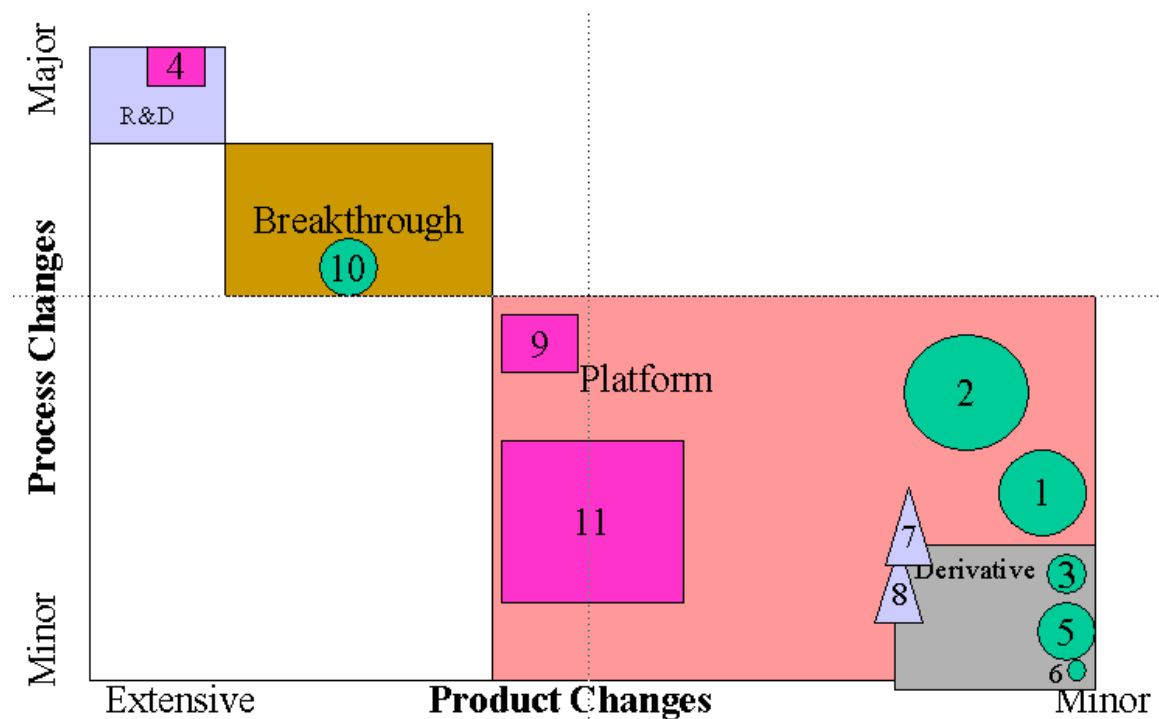 Major
4
R&D
Breakthrough
10
Process Changes
9
Platform
2
1
11
7
Derivative
3
8
5
6
Minor
Extensive
Product Changes
Minor